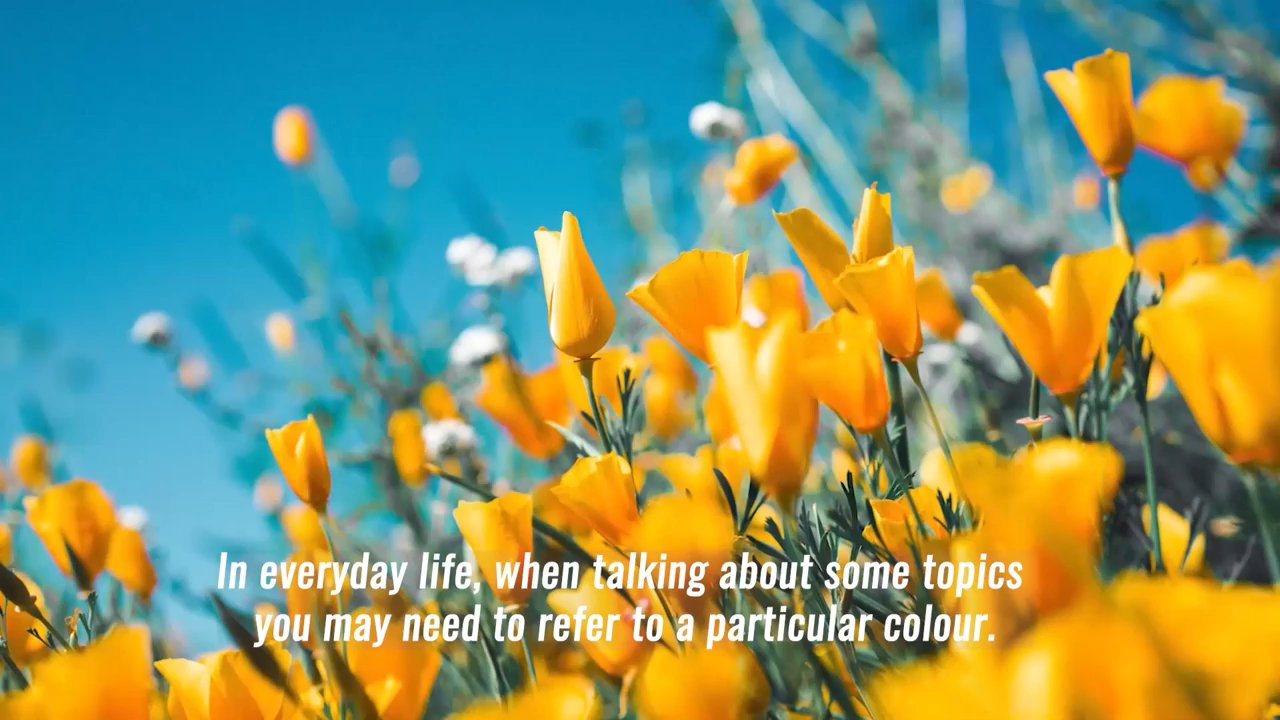 In everyday life, when talking about some topics
you may need to refer to a particular colour.